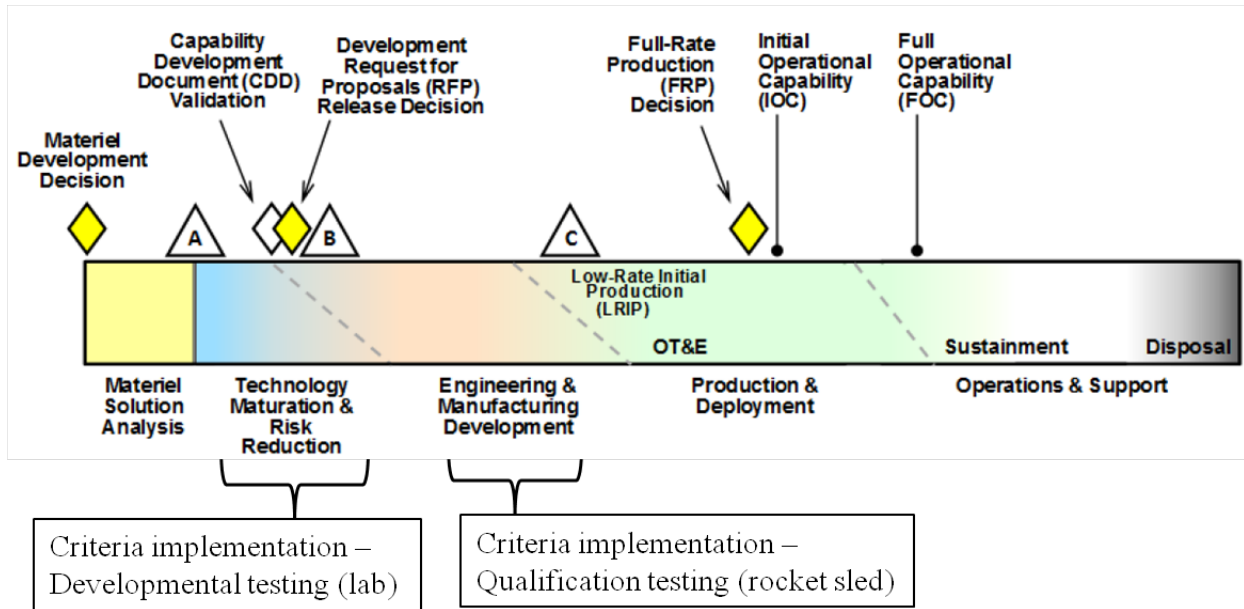 Materiel
Development
Decision
Capability
Development
Document (CDD)
Validation
Development
Request for
Proposals (RFP)
Release Decision
Full-Rate
Production
(FRP)
Decision
Initial
Operational
Capability
(IOC)
Full
Operational
Capability
(FOC)
A
B
C
Low-Rate Initial
Production
(LRIP)
OT&E
Sustainment
Disposal
Materiel
Solution
Analysis
Technology
Maturation &
Risk
Reduction
Engineering &
Manufacturing
Development
Production &
Deployment
Operations & Support
Criteria implementation –
Developmental testing (lab)
Criteria implementation –
Qualification testing (rocket sled)